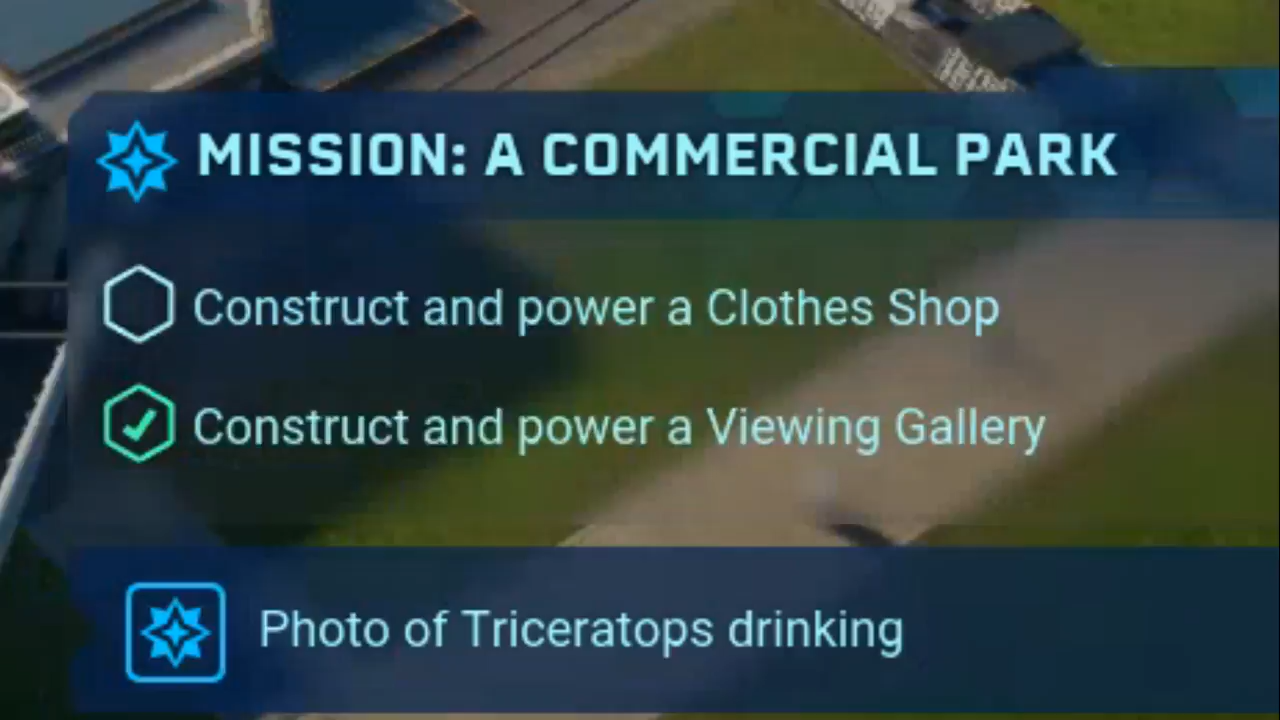 MISSION: A COMMERCIAL PARK
Construct and power a Clothes Shop
Construct and power a Viewing Gallery
Photo of Triceratops drinking